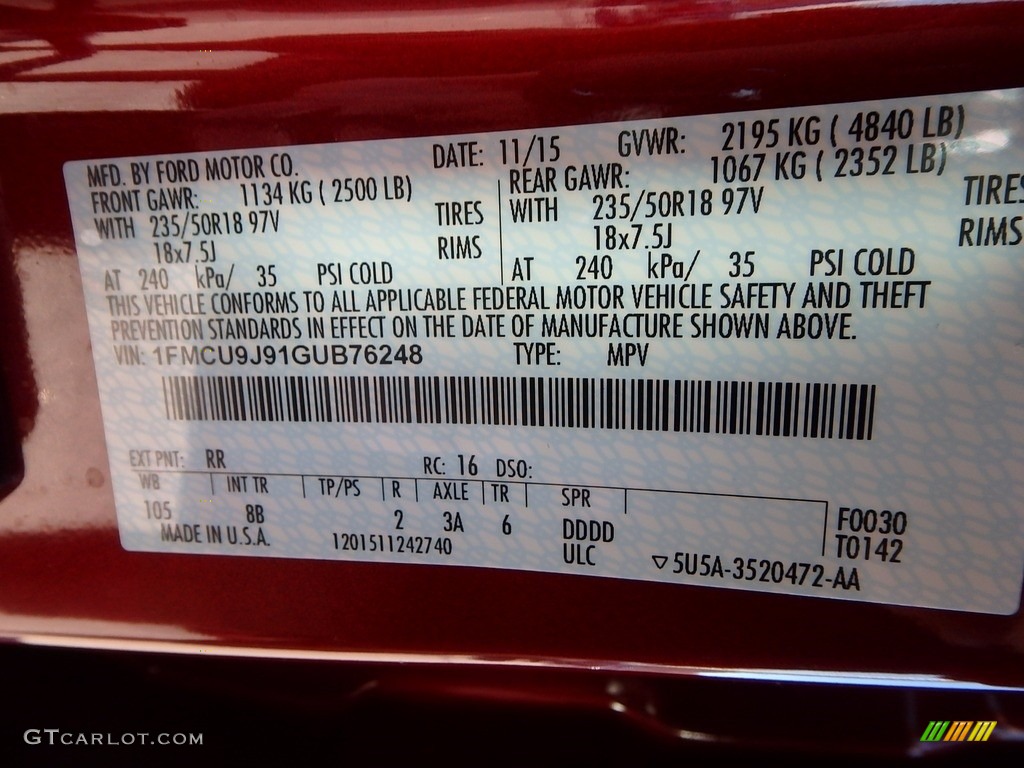 MFD. BY FORD MOTOR CO. DATE: 11/15 GVWR: 2195 KG ( 4840 LB)
FRONT GAWR: 1134 KG ( 2500 LB) REAR GAWR: 1067 KG ( 2352 LB)
WITH 235/50R18 97V TIRES WITH 235/50R18 97V TIRES
18x7.5J RIMS 18x7.5J RIMS
AT 240 kPa/ 35 PSI COLD AT 240 kPa/ 35 PSI COLD
THIS VEHICLE CONFORMS TO ALL APPLICABLE FEDERAL MOTOR VEHICLE SAFETY AND THEFT
PREVENTION STANDARDS IN EFFECT ON THE DATE OF MANUFACTURE SHOWN ABOVE.
VIN: 1FMCU9J91GUB76248 TYPE: MPV
EXT PNT: RR RC: 16 DSO:
WB INT TR TP/PS R AXLE TR SPR
105 8B 2 3A 6 DDDD F0030
MADE IN U.S.A. 1201511242740 ULC T0142
▽5U5A-3520472-AA
GTCARLOT.COM